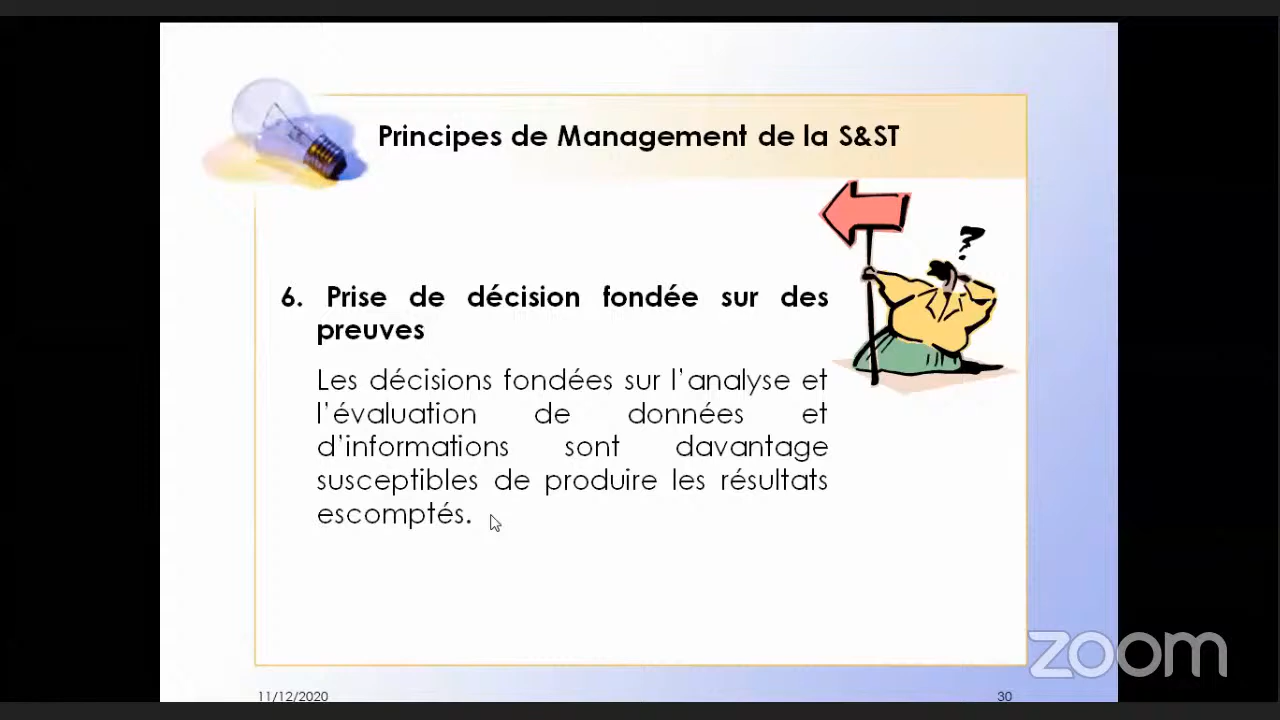 Principes de Management de la S&ST
?
6. Prise de décision fondée sur des
preuves
Les décisions fondées sur l'analyse et
l'évaluation de données et
d'informations sont davantage
susceptibles de produire les résultats
escomptés.
zoom
11/12/2020
30